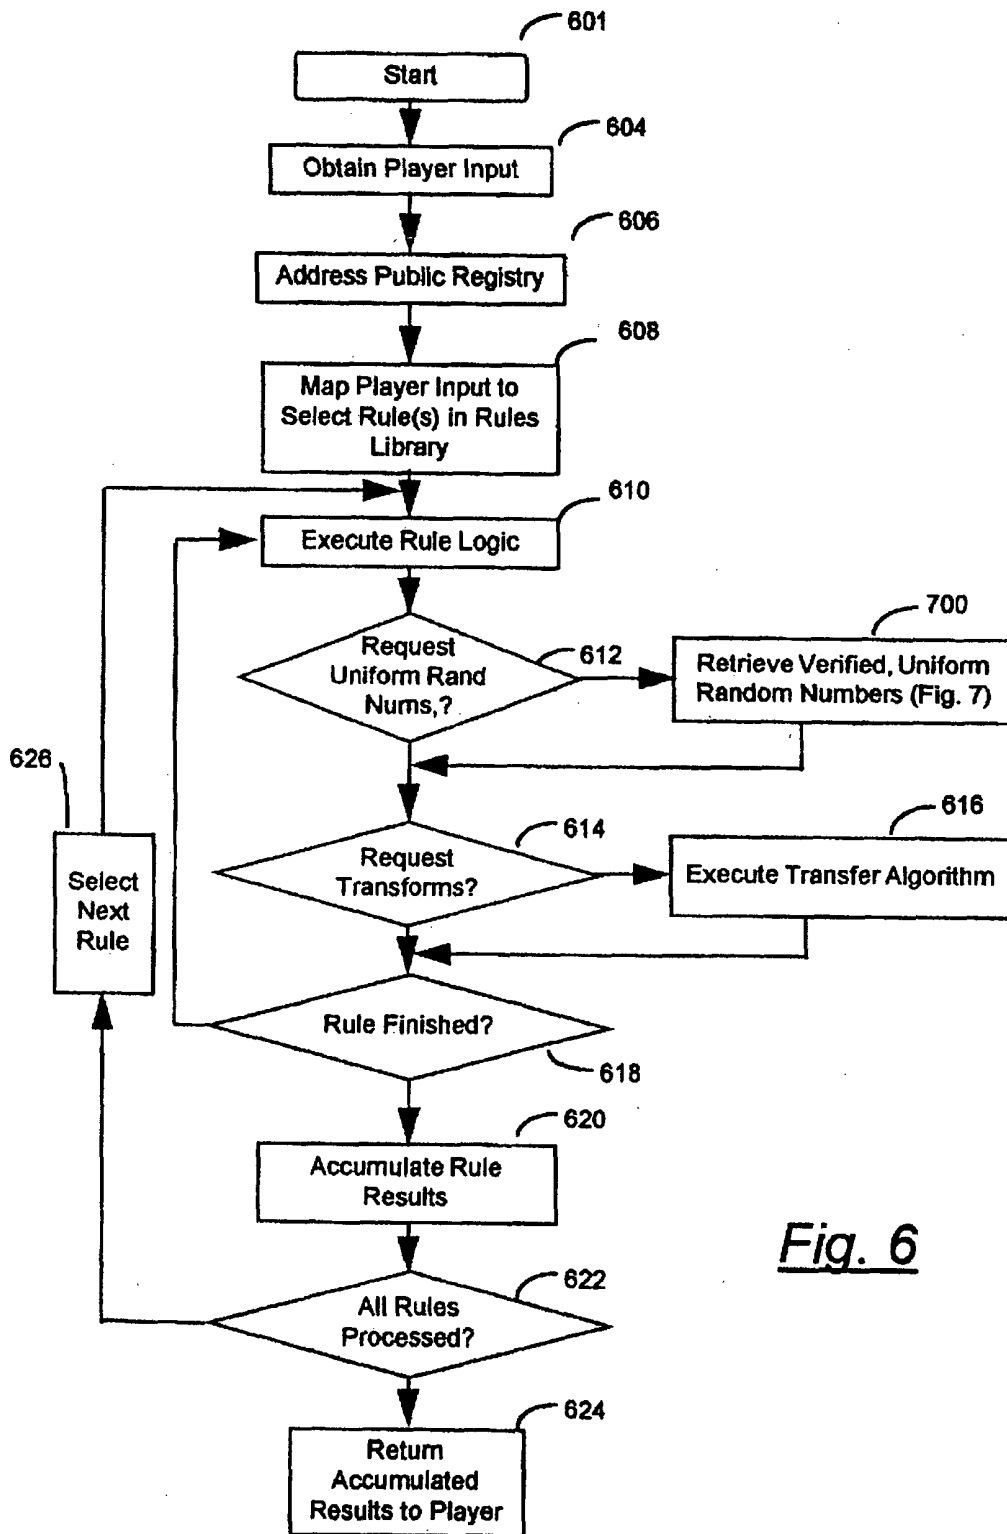 601
Start
604
Obtain Player Input
606
Address Public Registry
608
Map Player Input to
Select Rule(s) in Rules
Library
610
Execute Rule Logic
700
Request
Uniform Rand
Nums,?
612
Retrieve Verified, Uniform
Random Numbers (Fig. 7)
626
616
614
Request
Transforms?
Execute Transfer Algorithm
Select
Next
Rule
Rule Finished?
618
620
Accumulate Rule
Results
Fig. 6
622
All Rules
Processed?
624
Return
Accumulated
Results to Player